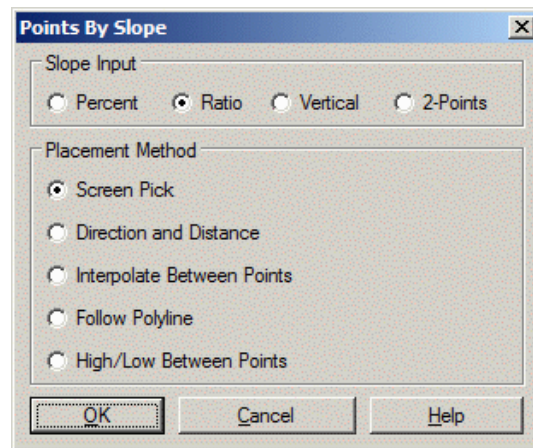 Points By Slope
Slope Input
Percent Ratio Vertical 2-Points
Placement Method
Screen Pick
Direction and Distance
Interpolate Between Points
Follow Polyline
High/Low Between Points
OK Cancel Help